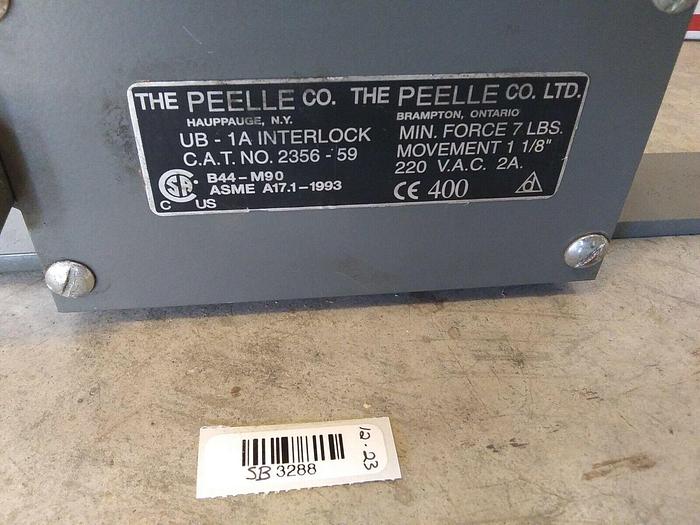 THE PEELLE CO. THE PEELLE CO. LTD.
HAUPPAUGE, N.Y. BRAMPTON, ONTARIO
UB - 1A INTERLOCK MIN. FORCE 7 LBS.
C.A.T. NO. 2356 - 59 MOVEMENT 1 1/8"
220 V.A.C. 2A.
SA B44 - M90
ASME A17.1-1993
C US
CE 400 d
12.23
SB 3288